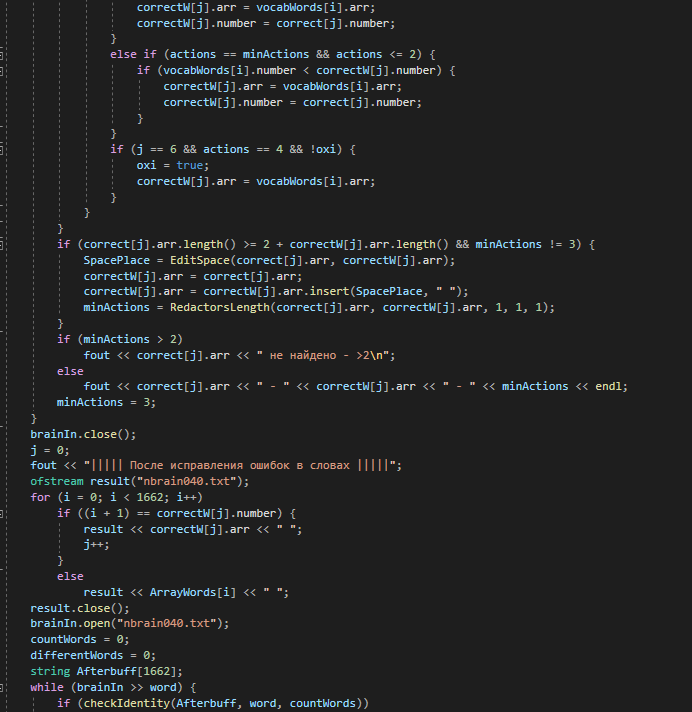 correctW[j].arr = vocabWords[i].arr;
correctW[j].number = correct[j].number;
}
else if (actions == minActions && actions <= 2) {
if (vocabWords[i].number < correctW[j].number) {
correctW[j].arr = vocabWords[i].arr;
correctW[j].number = correct[j].number;
}
}
if (j == 6 && actions == 4 && !oxi) {
oxi = true;
correctW[j].arr = vocabWords[i].arr;
}
}
}
if (correct[j].arr.length() >= 2 + correctW[j].arr.length() && minActions != 3) {
SpacePlace = EditSpace(correct[j].arr, correctW[j].arr);
correctW[j].arr = correct[j].arr;
correctW[j].arr = correctW[j].arr.insert(SpacePlace, " ");
minActions = RedactorsLength(correct[j].arr, correctW[j].arr, 1, 1, 1);
}
if (minActions > 2)
fout << correct[j].arr << " не найдено - >2\n";
else
fout << correct[j].arr << " - " << correctW[j].arr << " - " << minActions << endl;
minActions = 3;
}
brainIn.close();
j = 0;
fout << "||||| После исправления ошибок в словах |||||";
ofstream result("nbrain040.txt");
for (i = 0; i < 1662; i++)
if ((i + 1) == correctW[j].number) {
result << correctW[j].arr << " ";
j++;
}
else
result << ArrayWords[i] << " ";
result.close();
brainIn.open("nbrain040.txt");
countWords = 0;
differentWords = 0;
string Afterbuff[1662];
while (brainIn >> word) {
if (checkIdentity(Afterbuff, word, countWords))